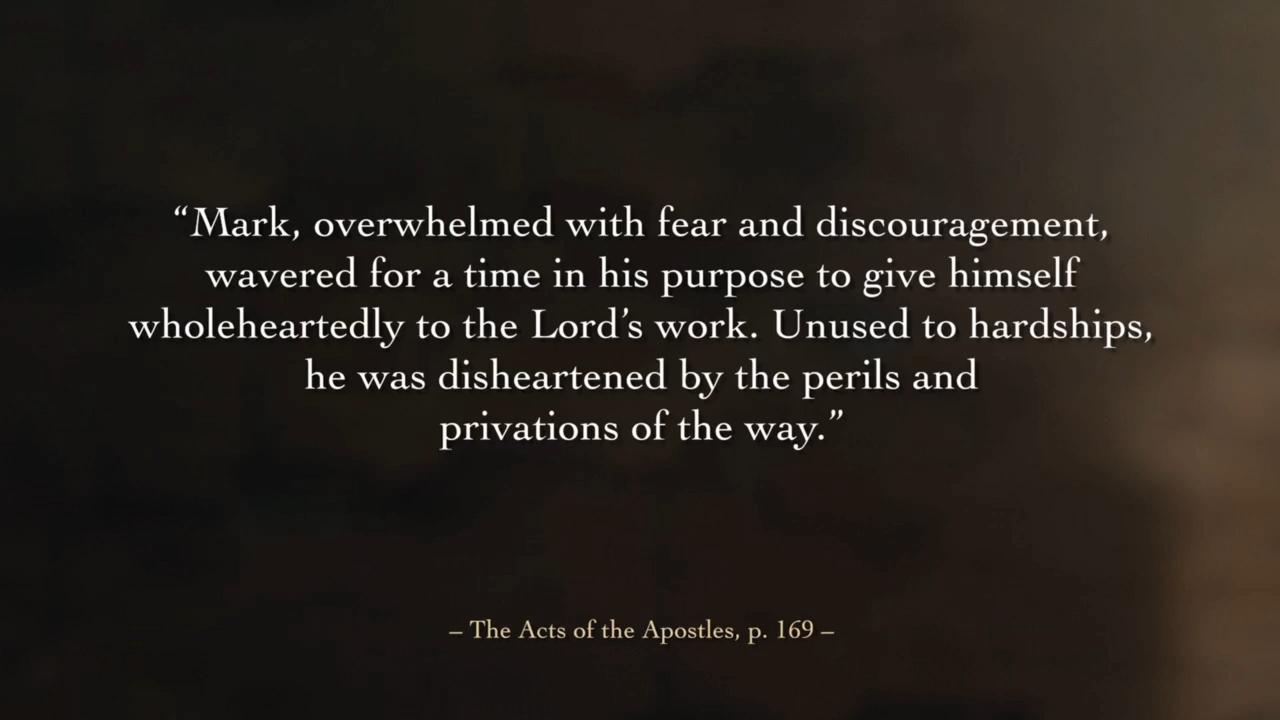 “Mark, overwhelmed with fear and discouragement,
wavered for a time in his purpose to give himself
wholeheartedly to the Lord’s work. Unused to hardships,
he was disheartened by the perils and
privations of the way.”
– The Acts of the Apostles, p. 169 –